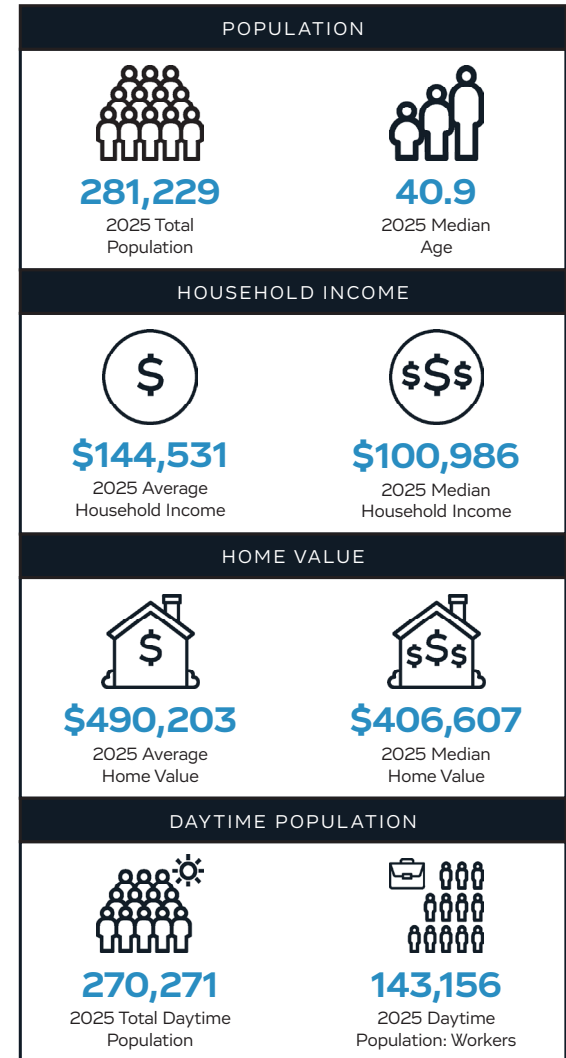 POPULATION
281,229
2025 Total
Population
40.9
2025 Median
Age
HOUSEHOLD INCOME
$
$144,531
2025 Average
Household Income
$$$
$100,986
2025 Median
Household Income
HOME VALUE
$
$490,203
2025 Average
Home Value
$$$
$406,607
2025 Median
Home Value
DAYTIME POPULATION
270,271
2025 Total Daytime
Population
143,156
2025 Daytime
Population: Workers